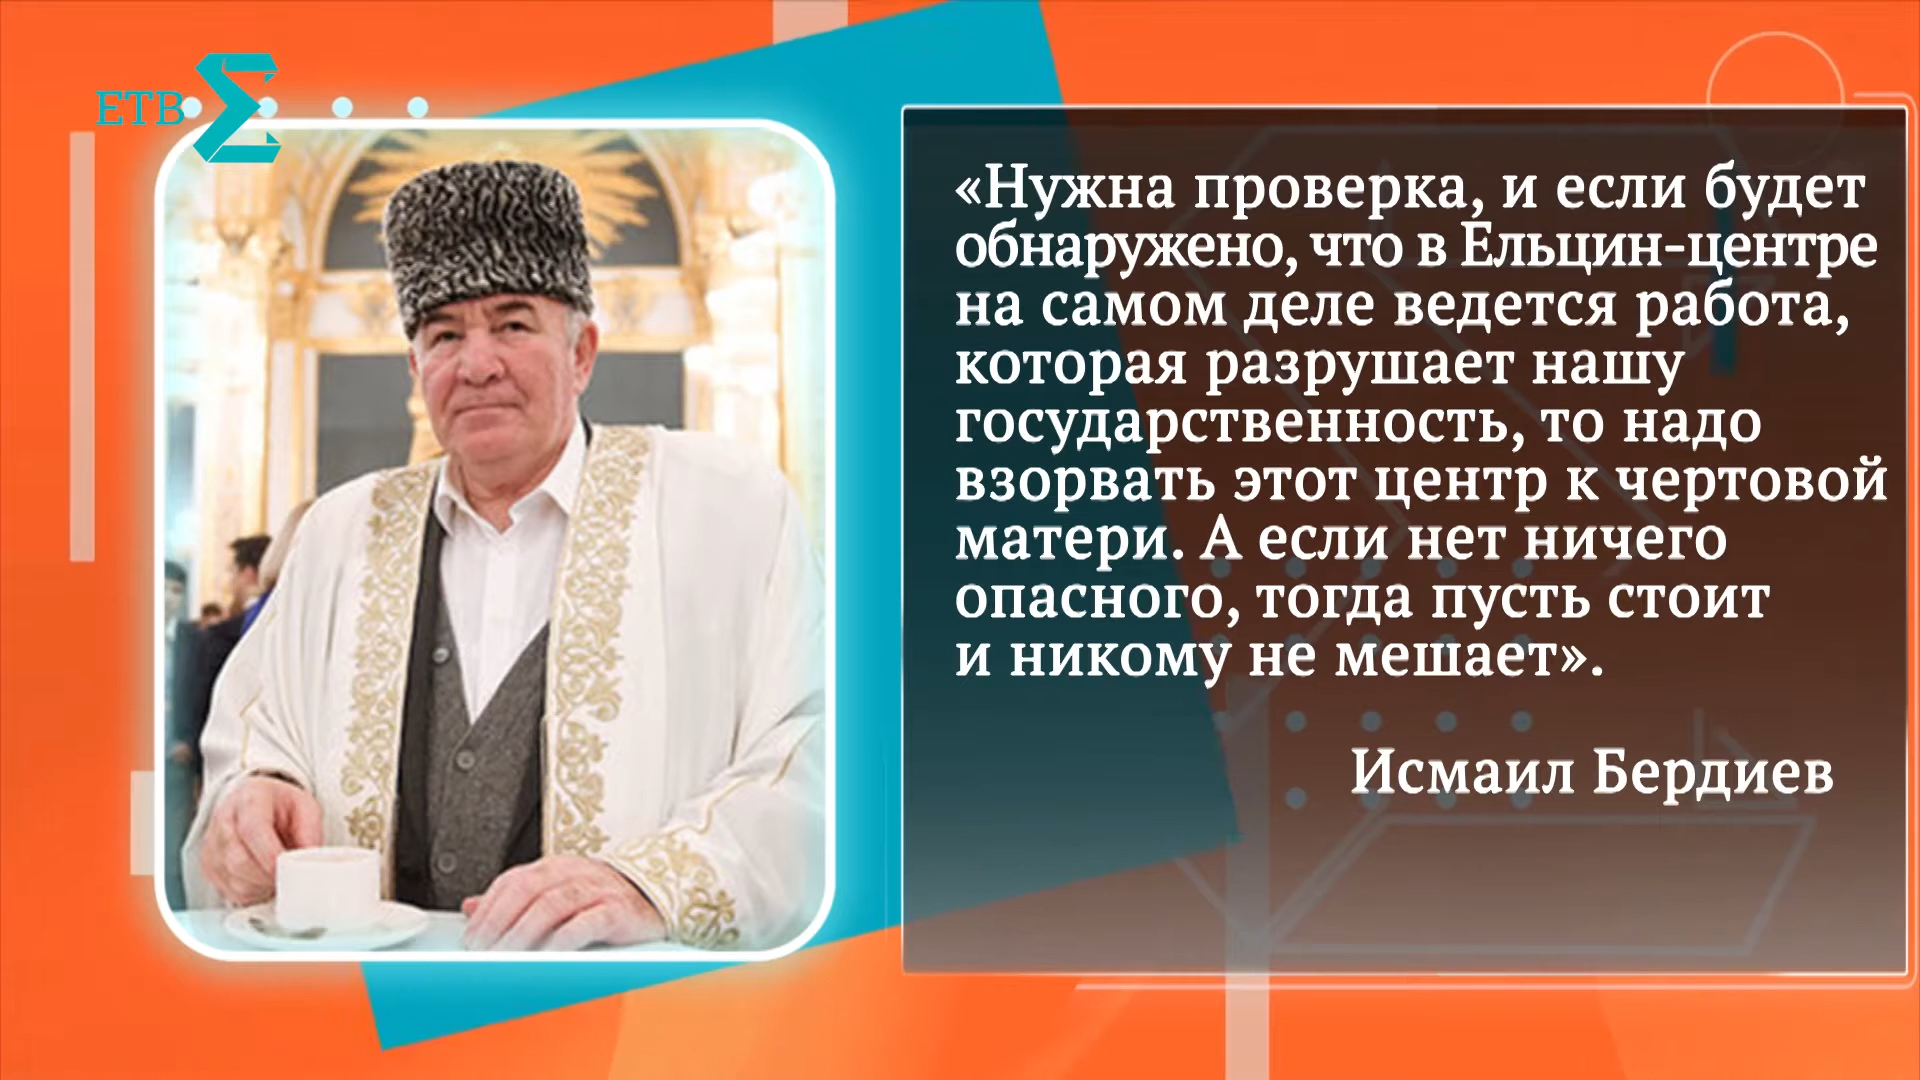 ЕТВ
«Нужна проверка, и если будет
обнаружено, что в Ельцин-центре
на самом деле ведется работа,
которая разрушает нашу
государственность, то надо
взорвать этот центр к чертовой
матери. А если нет ничего
опасного, тогда пусть стоит
и никому не мешает».
Исмаил Бердиев